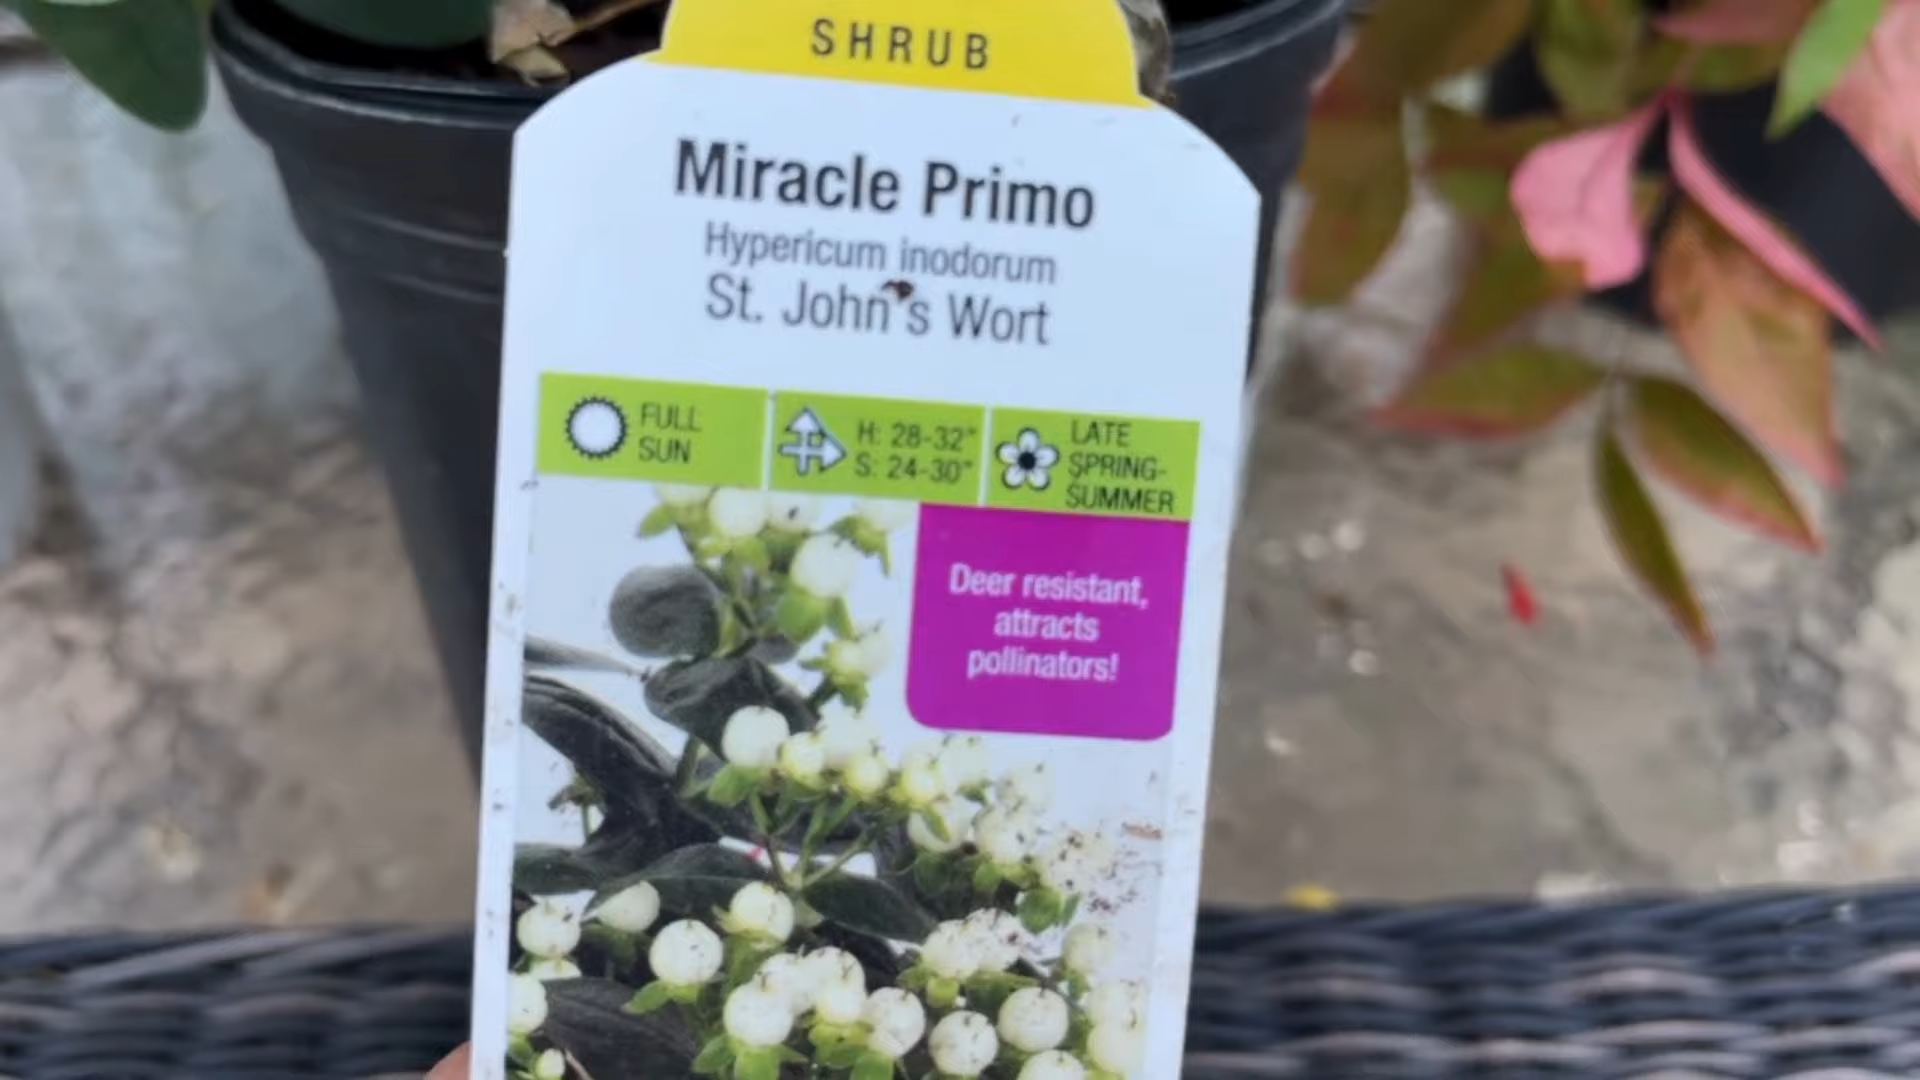 SHRUB
Miracle Primo
Hypericum inodorum
St. John's Wort
FULL
SUN
H: 28-32"
S: 24-30"
LATE
SPRING-
SUMMER
Deer resistant,
attracts
pollinators!